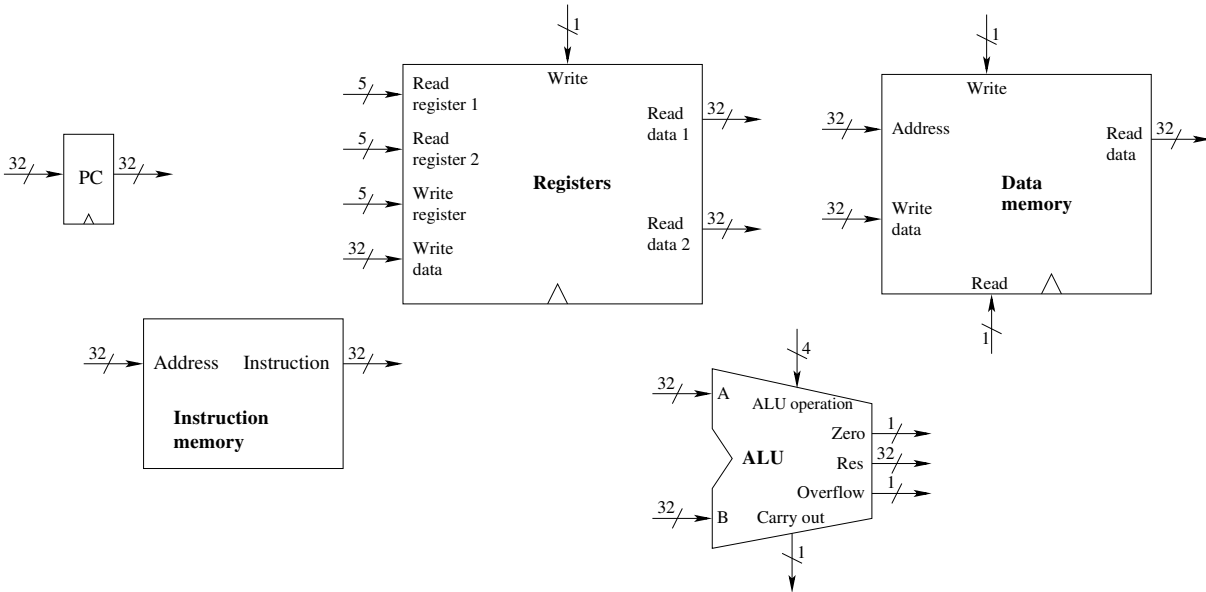 1
1
5
Read
register 1
Write
Read
data 1
32
Write
32
Address
Read
data
32
32
PC
32
5
Read
register 2
5
Write
register
Registers
Data
memory
32
Write
data
32
Write
data
Read
data 2
32
Read
1
32
Address
Instruction
32
Instruction
memory
4
32
A
ALU operation
Zero
1
ALU
Res
32
Overflow
1
32
B
Carry out
1